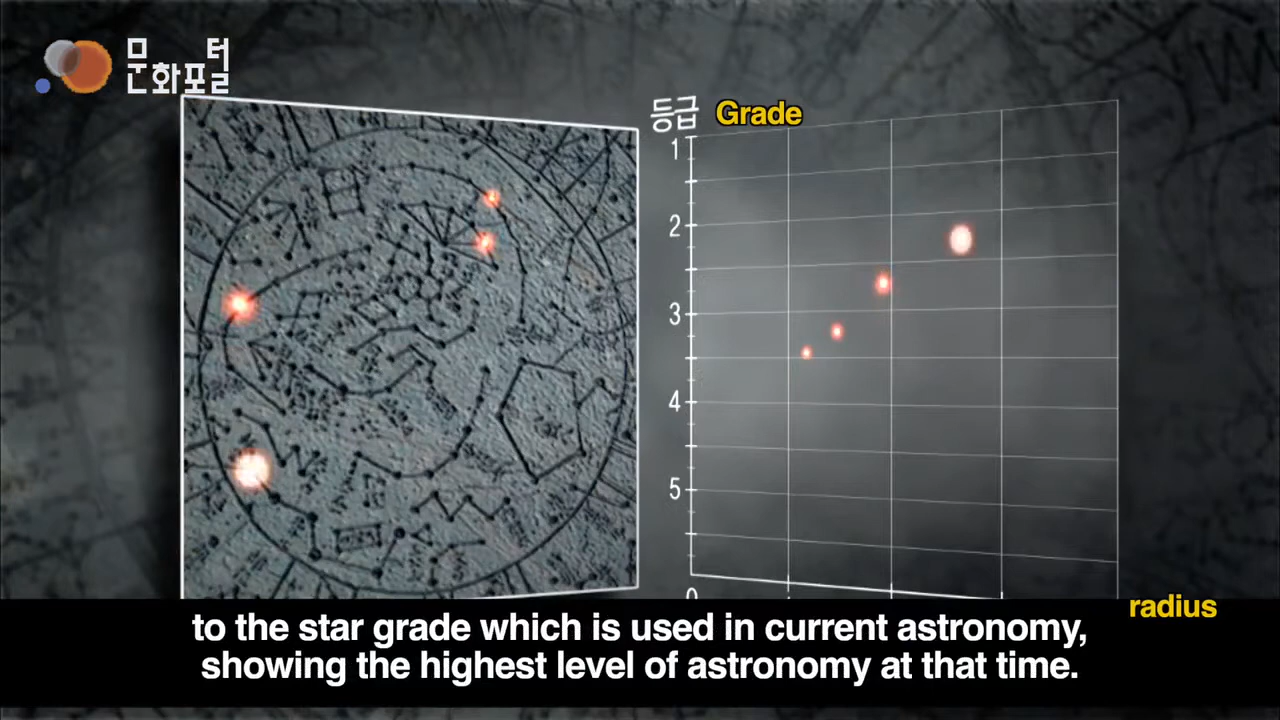 문화포털
등급 Grade
1
2
3
4
5
0
radius
to the star grade which is used in current astronomy,
showing the highest level of astronomy at that time.